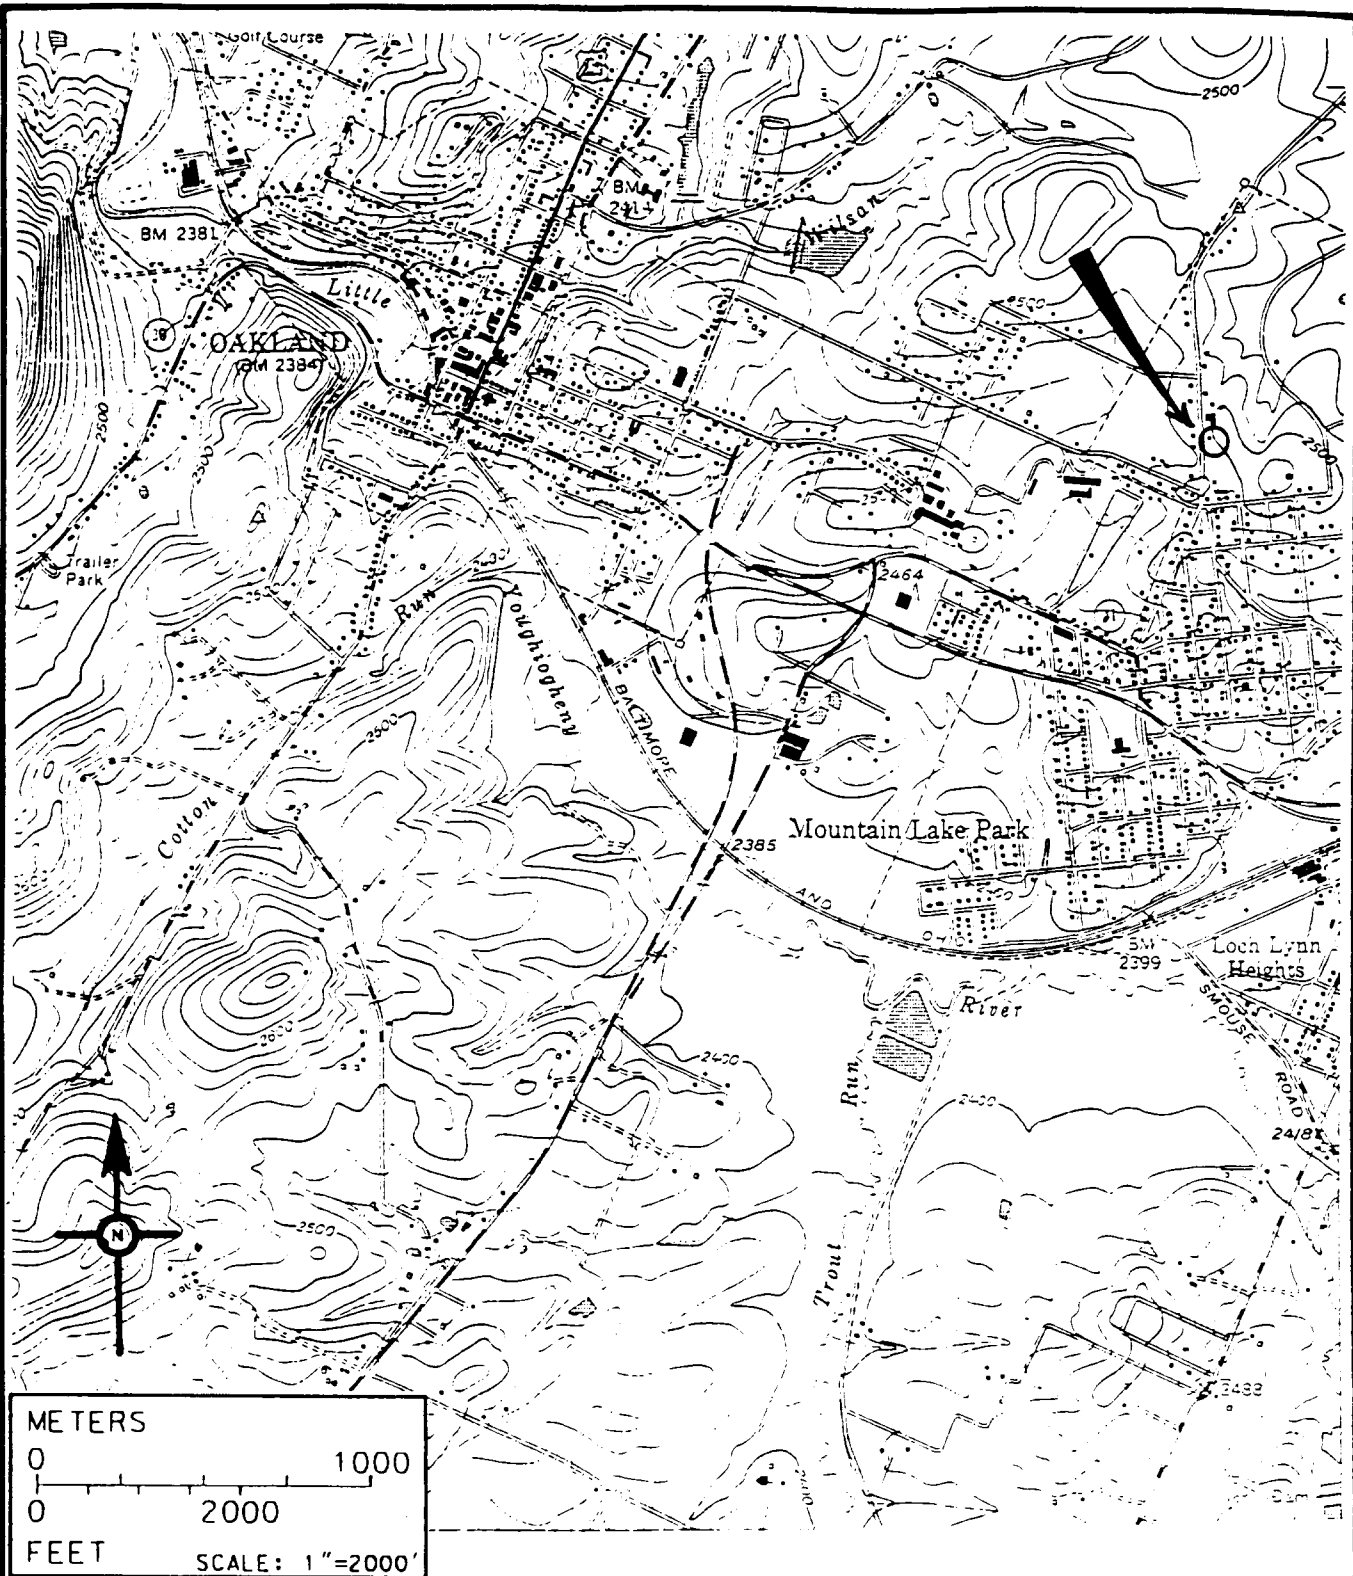 Golf Course
2500
BM
2414
Wilson
BM 2381
Little
OAKLAND
(BM 2384)
2500
2500
2500
2500
Trailer
Park
2464
Run
Youghiogheny
BALTIMORE
2500
Cotton
Mountain Lake Park
2385
AND
BM
2399
Loch Lynn
Heights
River
SMOUSE
ROAD
2400
Run
2400
2418
N
2500
Trout
2488
METERS
0 1000
0 2000
FEET SCALE: 1"=2000'